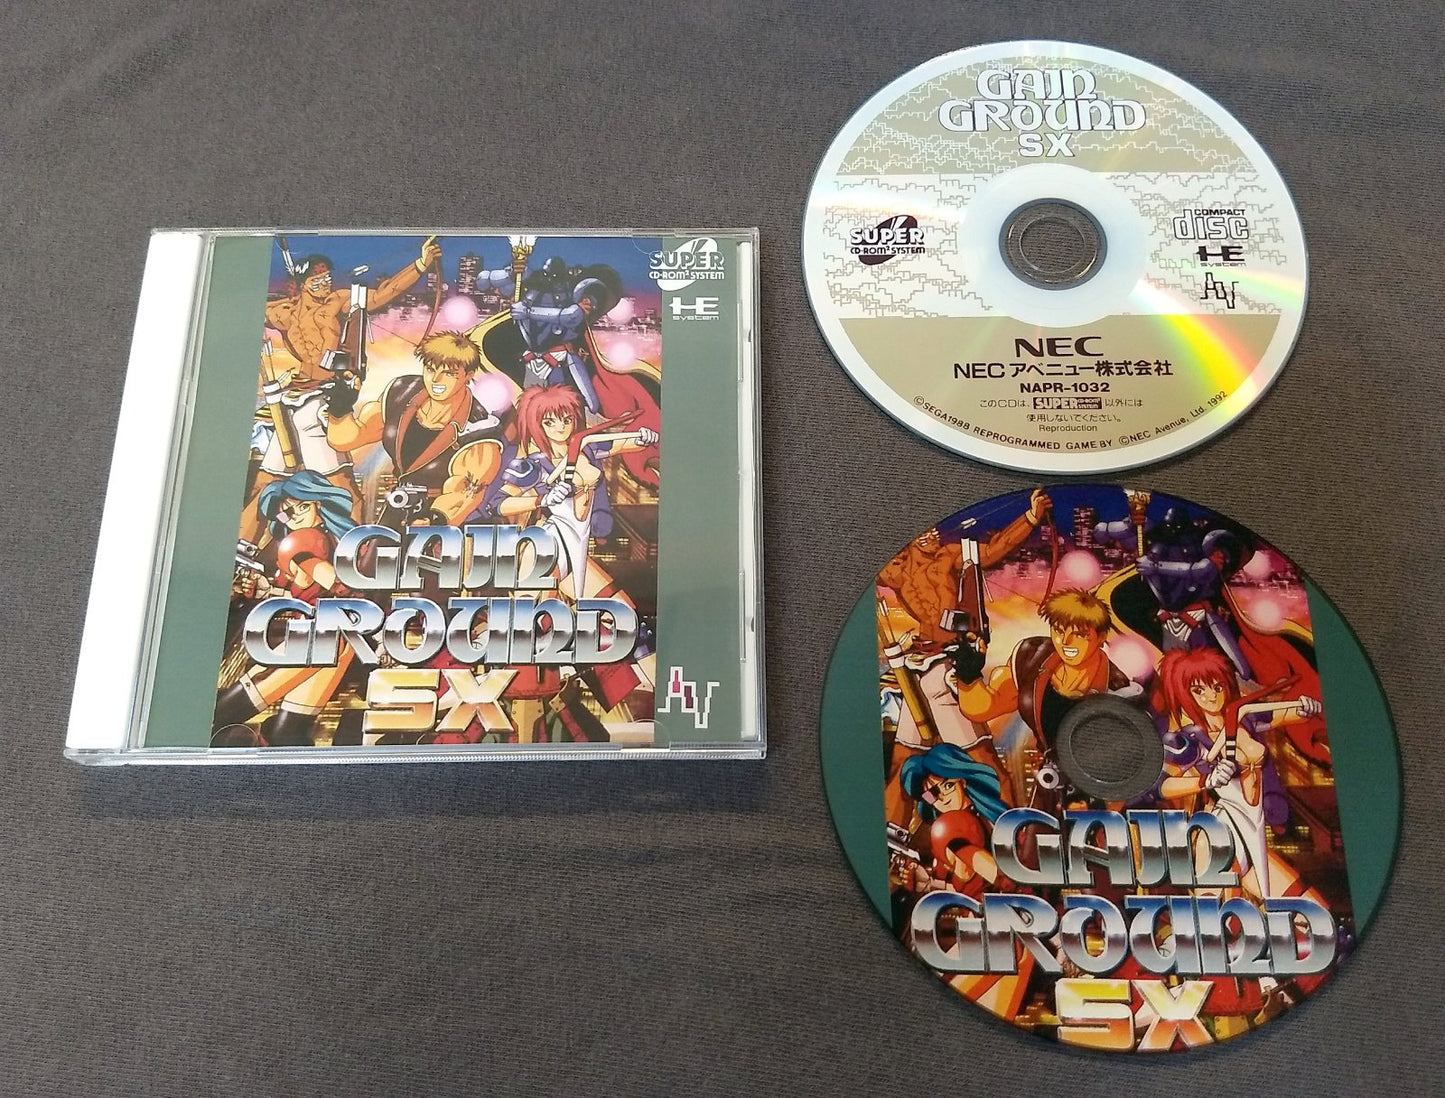 SUPER
CD-ROM² SYSTEM
HE
system
GAIN
GROUND
SX
AV
GAIN
GROUND
SX
SUPER
CD-ROM² SYSTEM
COMPACT
disc
HE
system
AV
NEC
NECアベニュー株式会社
NAPR-1032
このCDは、SUPER CD-ROM² SYSTEM 以外には
使用しないでください。
Reproduction
©SEGA1988 REPROGRAMMED GAME BY ©NEC Avenue, Ltd. 1992
GAIN
GROUND
SX